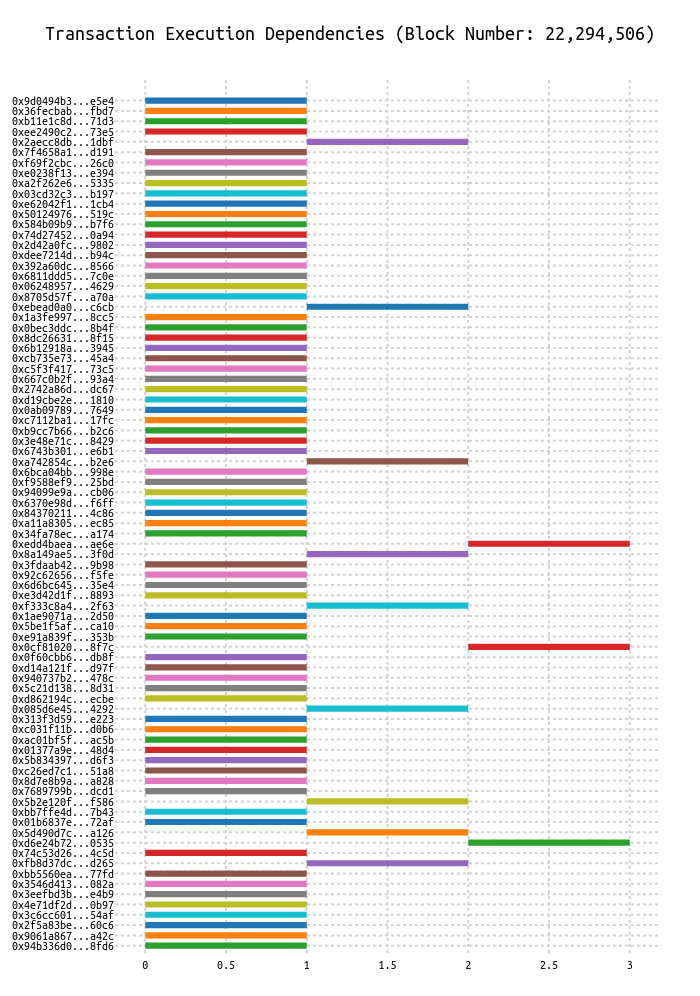 Transaction Execution Dependencies (Block Number: 22,294,506)
0x9d0494b3...e5e4
0x36fecbab...fbd7
0xb11e1c8d...71d3
0xee2490c2...73e5
0x2aecc8db...1dbf
0x7f4658a1...d191
0xf69f2cbc...26c0
0xe0238f13...e394
0xa2f262e6...5335
0x03cd32c3...b197
0xe62042f1...1cb4
0x50124976...519c
0x584b09b9...b7f6
0x74d27452...0a94
0x2d42a0fc...9802
0xdee7214d...b94c
0x392a60dc...8566
0x6811ddd5...7c0e
0x06248957...4629
0x8705d57f...a70a
0xebead0a0...c6cb
0x1a3fe997...8cc5
0x0bec3ddc...8b4f
0x8dc26631...8f15
0x6b12918a...3945
0xcb735e73...45a4
0xc5f3f417...73c5
0x667c0b2f...93a4
0x2742a86d...dc67
0xd19cbe2e...1810
0x0ab09789...7649
0xc7112ba1...17fc
0xb9cc7b66...b2c6
0x3e48e71c...8429
0x6743b301...e6b1
0xa742854c...b2e6
0x6bca04bb...998e
0xf9588ef9...25bd
0x94099e9a...cb06
0x6370e98d...f6ff
0x84370211...4c86
0xa11a8305...ec85
0x34fa78ec...a174
0xedd4baea...ae6e
0x8a149ae5...3f0d
0x3fdaab42...9b98
0x92c62656...f5fe
0x6d6bc645...35e4
0xe3d42d1f...8893
0xf333c8a4...2f63
0x1ae9071a...2d50
0x5be1f5af...ca10
0xe91a839f...353b
0x0cf81020...8f7c
0x0f60cbb6...db8f
0xd14a121f...d97f
0x940737b2...478c
0x5c21d138...8d31
0xd862194c...ecbe
0x085d6e45...4292
0x313f3d59...e223
0xc031f11b...d0b6
0xac01bf5f...ac5b
0x01377a9e...48d4
0x5b834397...d6f3
0xc26ed7c1...51a8
0x8d7e8b9a...a828
0x7689799b...dcd1
0x5b2e120f...f586
0xbb7ffe4d...7b43
0x01b6837e...72af
0x5d490d7c...a126
0xd6e24b72...0535
0x74c53d26...4c5d
0xfb8d37dc...d265
0xbb5560ea...77fd
0x3546d413...082a
0x3eefbd3b...e4b9
0x4e71df2d...0b97
0x3c6cc601...54af
0x2f5a83be...60c6
0x9061a867...a42c
0x94b336d0...8fd6
0 0.5 1 1.5 2 2.5 3